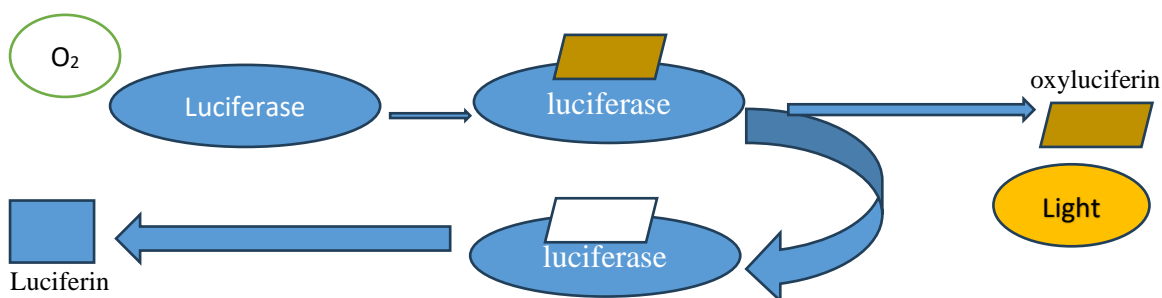 O₂
Luciferase
luciferase
oxyluciferin
Light
luciferase
Luciferin